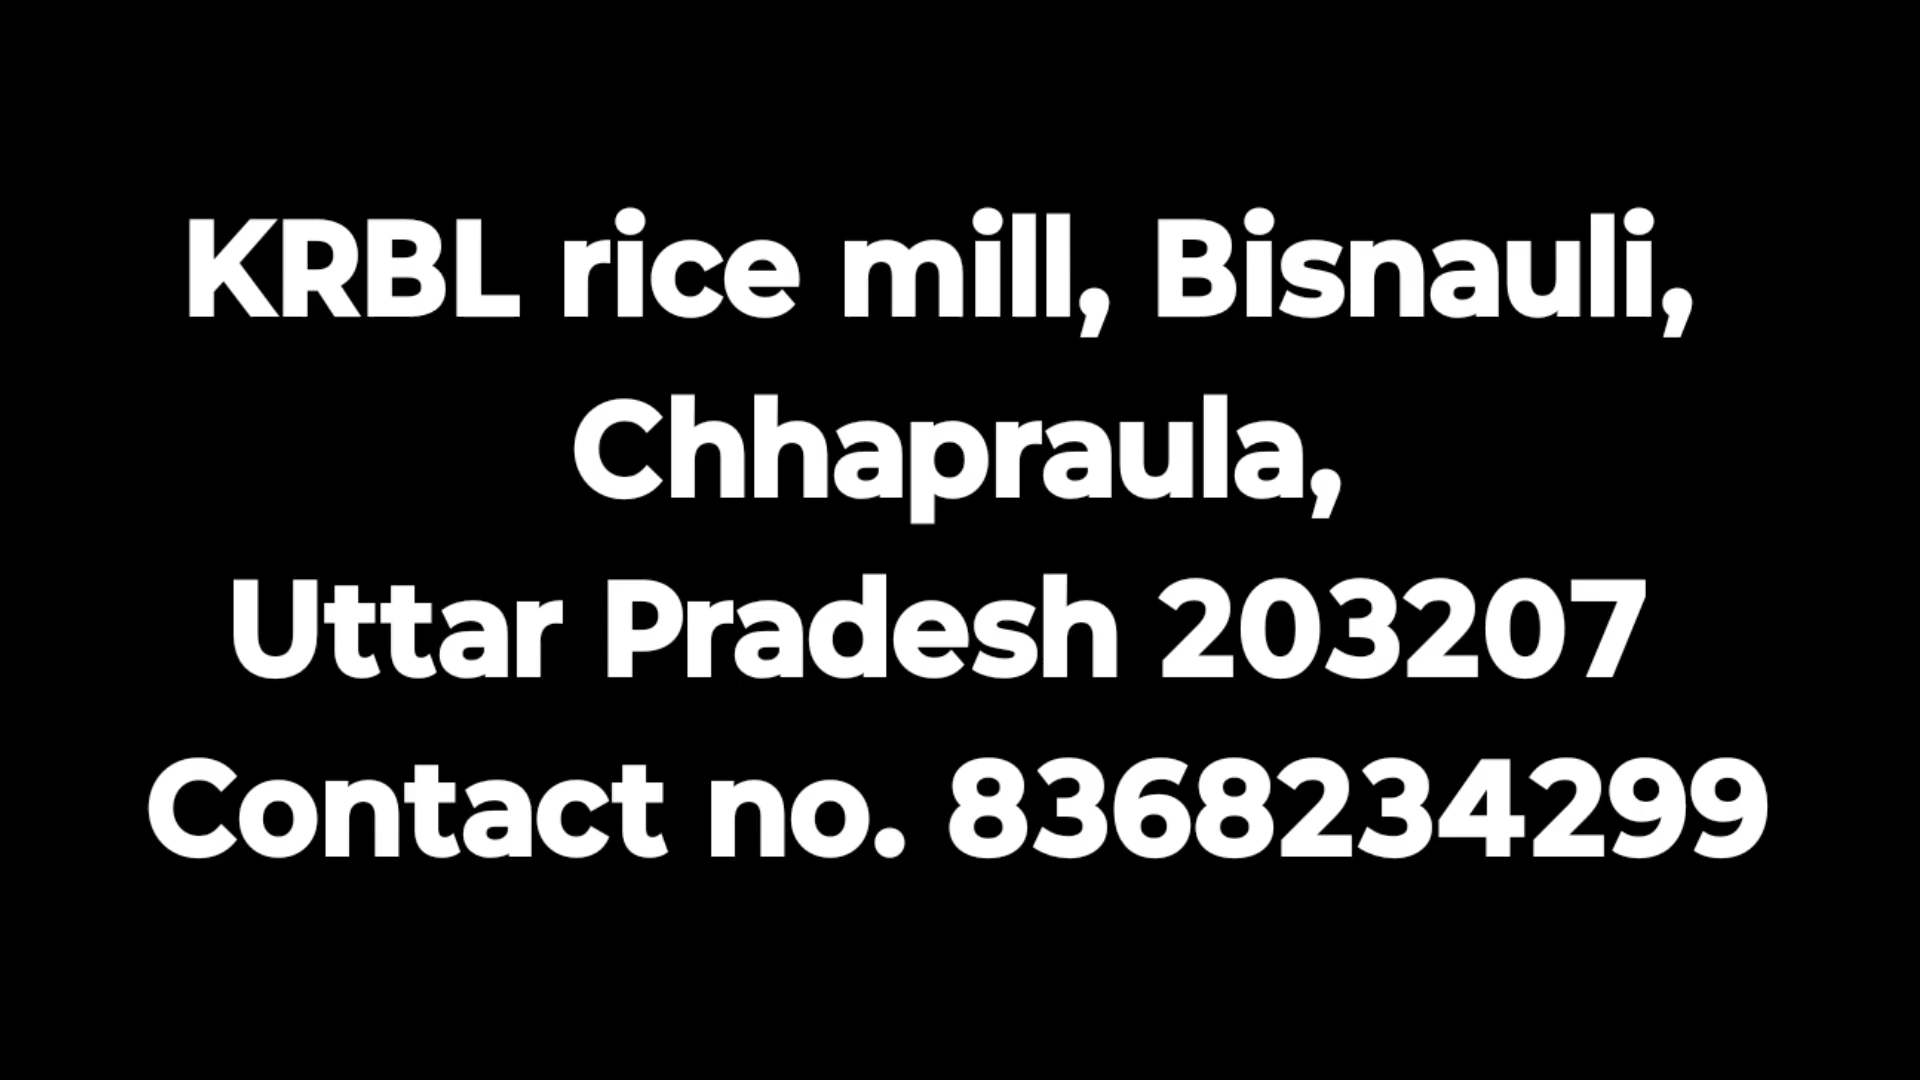 KRBL rice mill, Bisnauli,
Chhapraula,
Uttar Pradesh 203207
Contact no. 8368234299